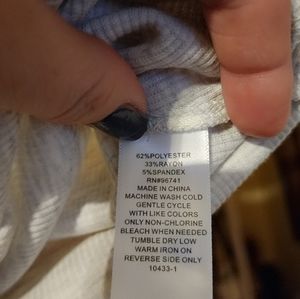 62%POLYESTER
33%RAYON
5%SPANDEX
RN#96741
MADE IN CHINA
MACHINE WASH COLD
GENTLE CYCLE
WITH LIKE COLORS
ONLY NON-CHLORINE
BLEACH WHEN NEEDED
TUMBLE DRY LOW
WARM IRON ON
REVERSE SIDE ONLY
10433-1